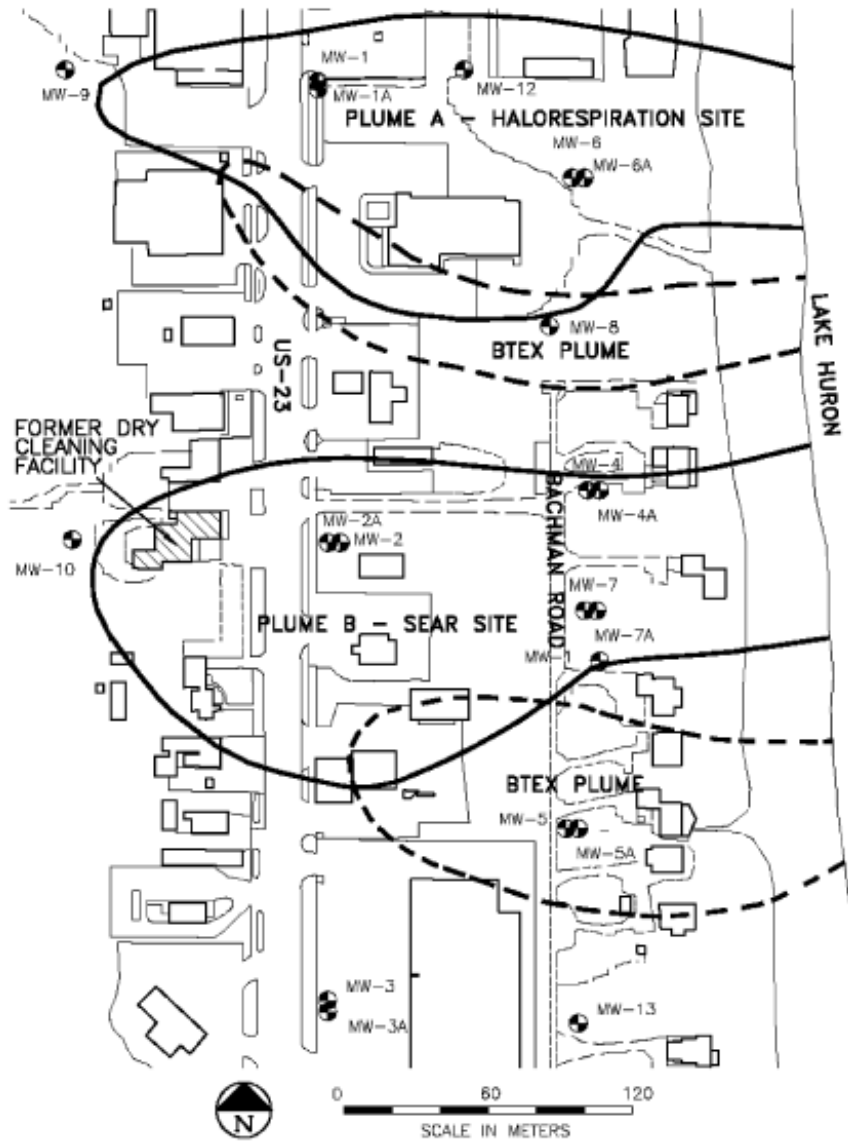 MW-1
MW-9
MW-1A
MW-12
PLUME A - HALORESPIRATION SITE
MW-6
MW-6A
MW-8
BTEX PLUME
LAKE HURON
US-23
FORMER DRY
CLEANING
FACILITY
MW-4
MW-4A
MW-2A
MW-2
MW-10
BACHMAN ROAD
MW-7
PLUME B - SEAR SITE
MW-7A
MW-1
BTEX PLUME
MW-5
MW-5A
MW-3
MW-3A
MW-13
N
0 60 120
SCALE IN METERS